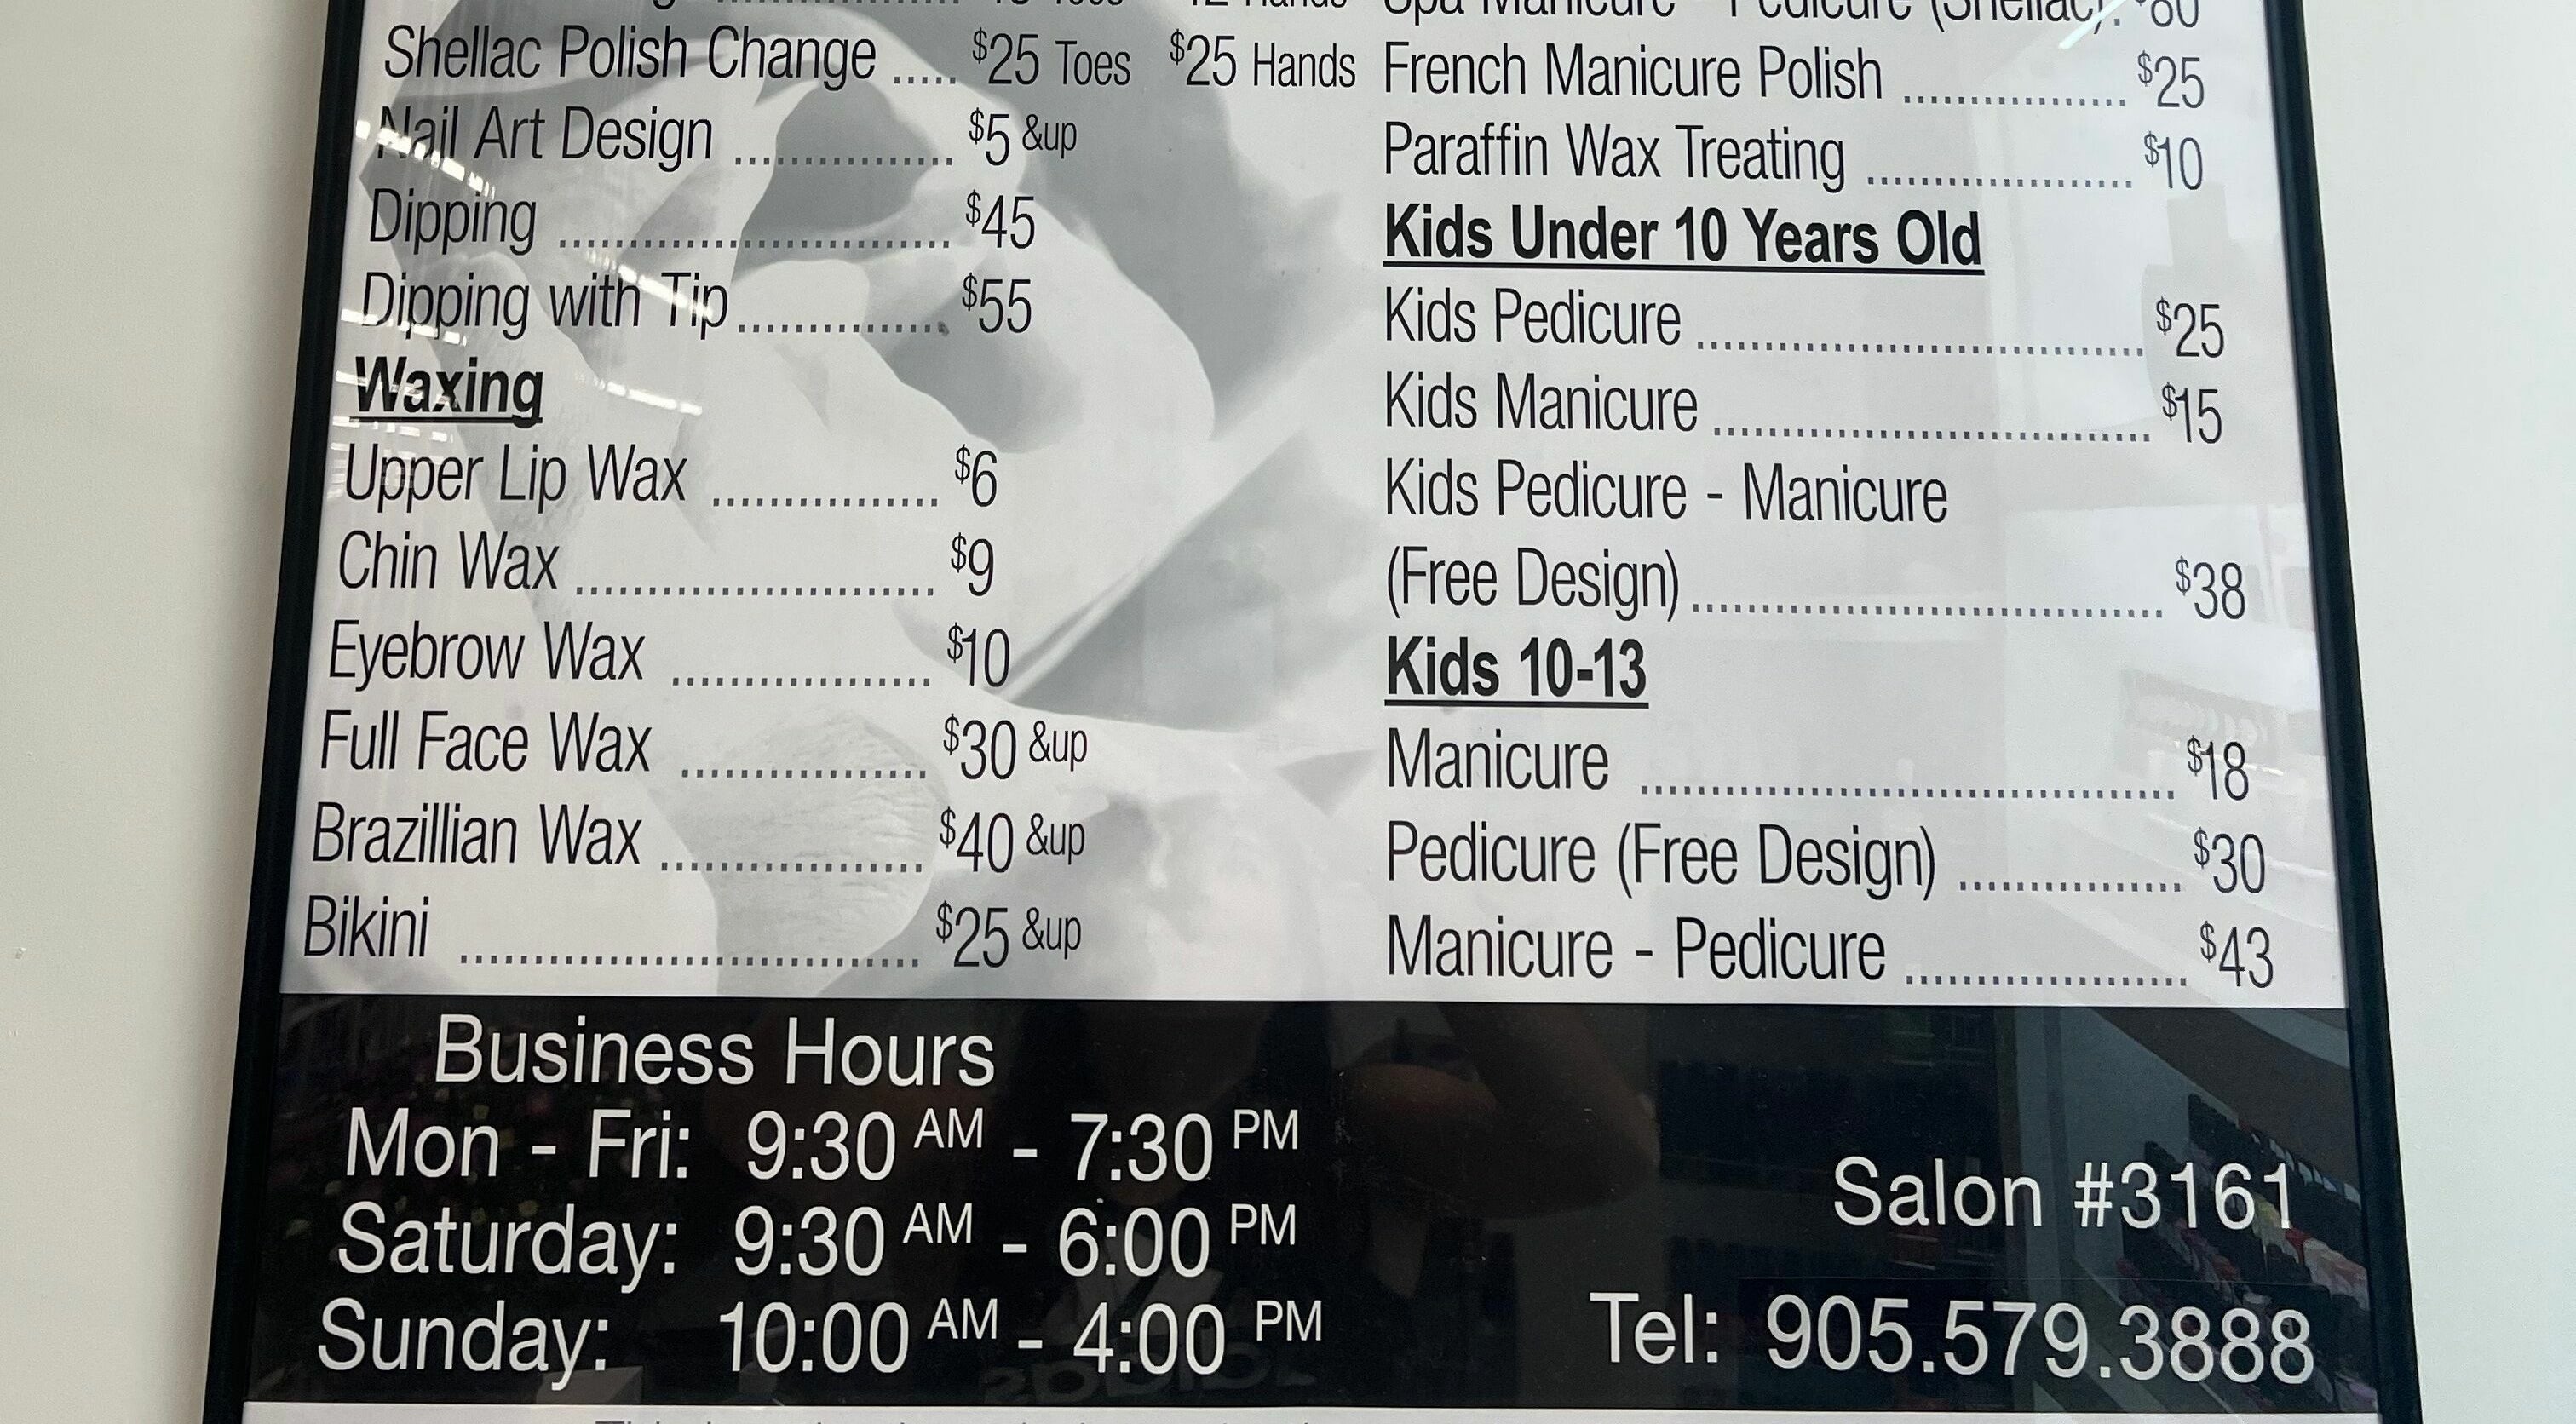 Shellac Polish Change ..... $25 Toes $25 Hands
Nail Art Design ................ $5 &up
Dipping ........................... $45
Dipping with Tip ............... $55
Waxing
Upper Lip Wax ................ $6
Chin Wax ......................... $9
Eyebrow Wax .................. $10
Full Face Wax ................. $30 &up
Brazillian Wax .................. $40 &up
Bikini ................................ $25 &up
Spa Manicure - Pedicure (Shellac).
French Manicure Polish ................ $25
Paraffin Wax Treating ................... $10
Kids Under 10 Years Old
Kids Pedicure ............................... $25
Kids Manicure .............................. $15
Kids Pedicure - Manicure
(Free Design) ................................. $38
Kids 10-13
Manicure ..................................... $18
Pedicure (Free Design) ................ $30
Manicure - Pedicure .................... $43
Business Hours
Mon - Fri: 9:30 AM - 7:30 PM
Saturday: 9:30 AM - 6:00 PM
Sunday: 10:00 AM - 4:00 PM
Salon #3161
Tel: 905.579.3888